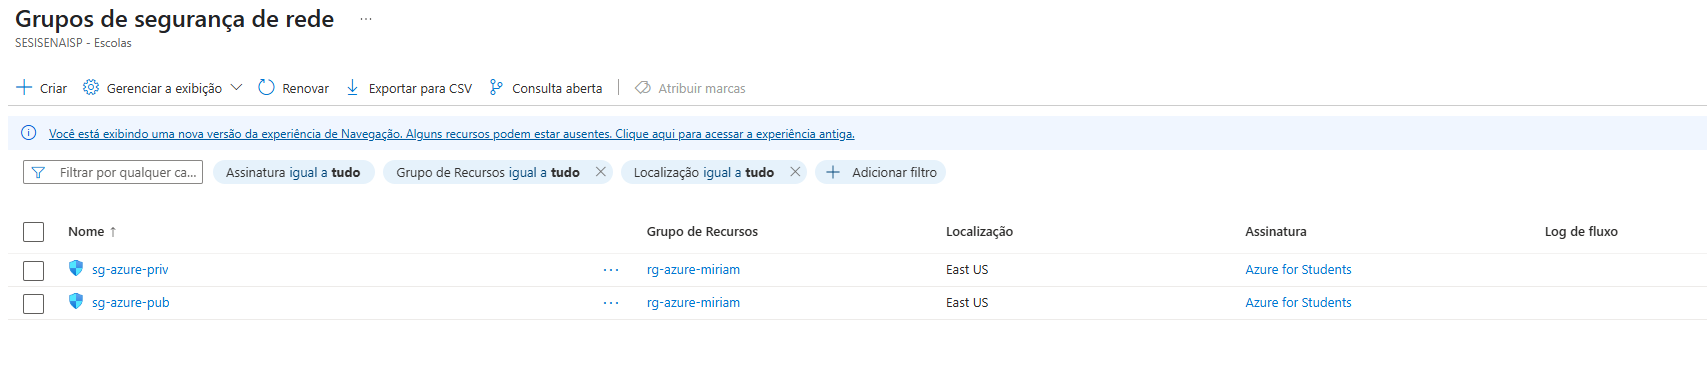 Grupos de segurança de rede ...
SESISENAISP - Escolas
Criar Gerenciar a exibição Renovar Exportar para CSV Consulta aberta Atribuir marcas
Você está exibindo uma nova versão da experiência de Navegação. Alguns recursos podem estar ausentes. Clique aqui para acessar a experiência antiga.
Filtrar por qualquer ca... Assinatura igual a tudo Grupo de Recursos igual a tudo Localização igual a tudo Adicionar filtro
Nome ↑ Grupo de Recursos Localização Assinatura Log de fluxo
sg-azure-priv ... rg-azure-miriam East US Azure for Students
sg-azure-pub ... rg-azure-miriam East US Azure for Students